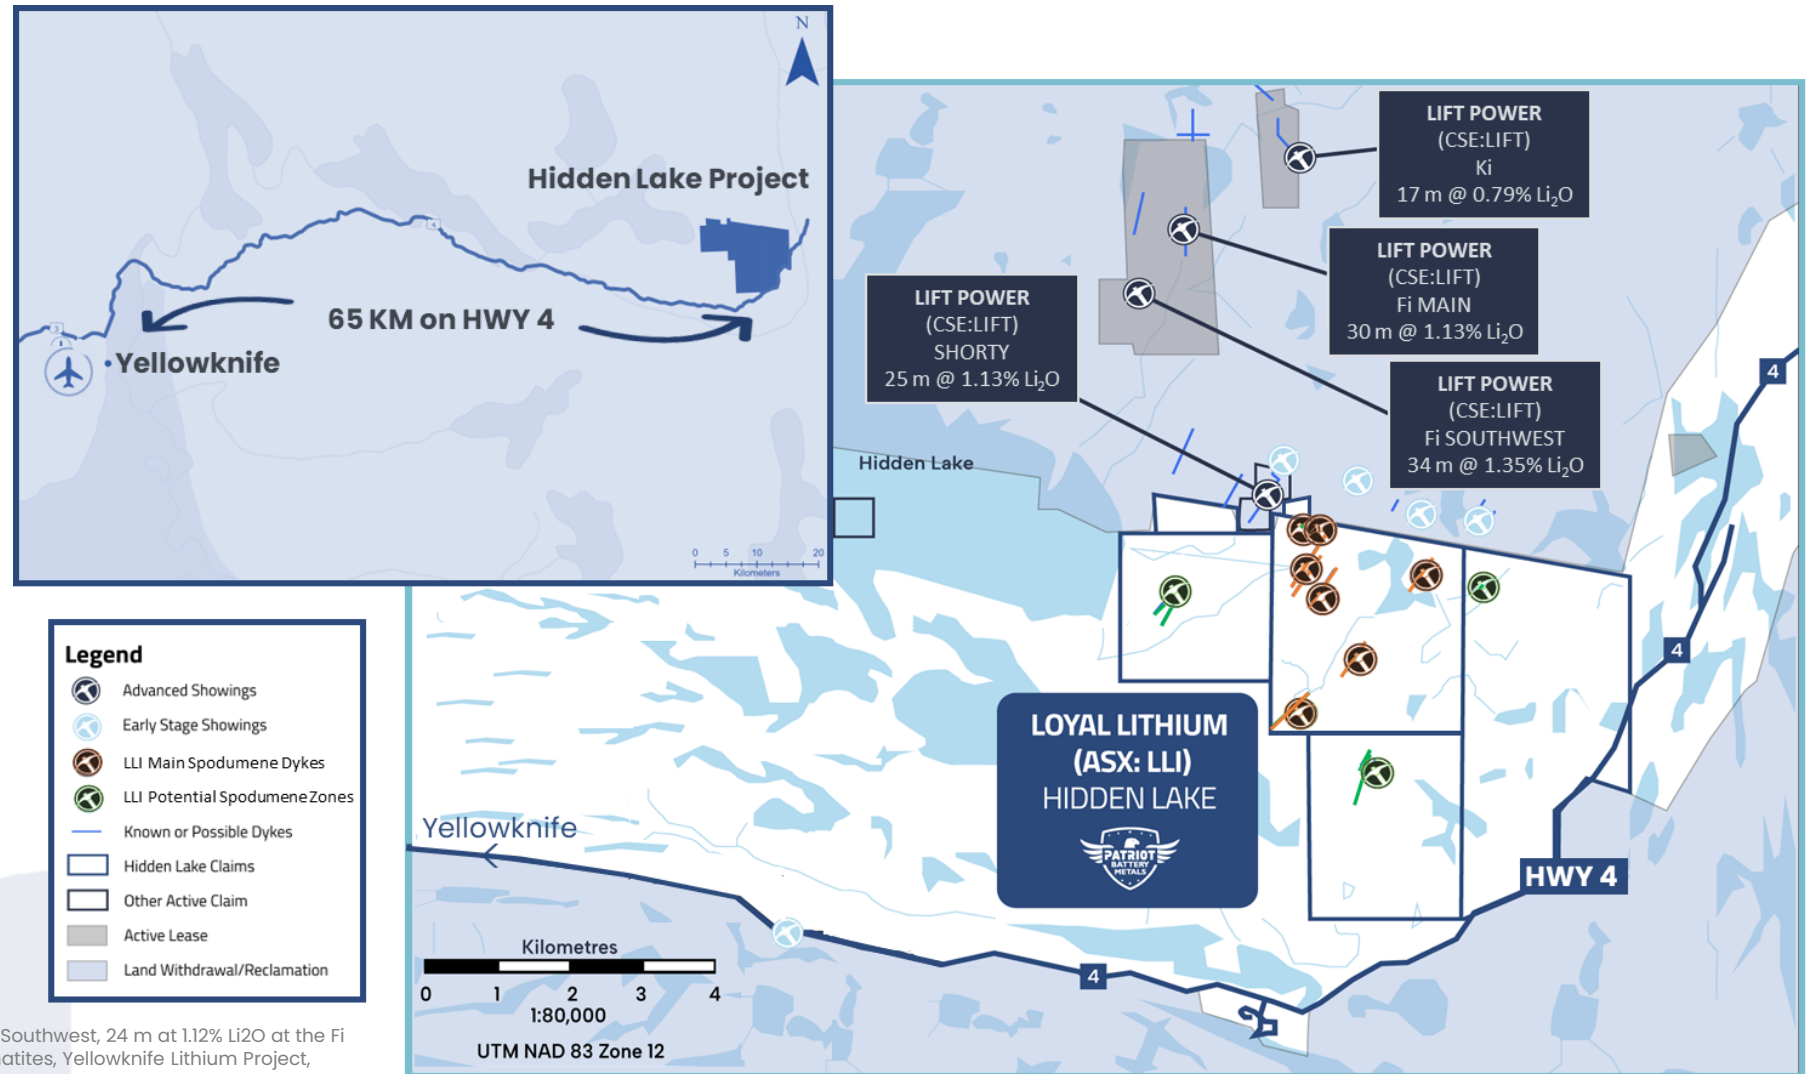 N
Hidden Lake Project
4
65 KM on HWY 4
3
Yellowknife
0 5 10 20
Kilometers
LIFT POWER
(CSE:LIFT)
Ki
17 m @ 0.79% Li₂O
LIFT POWER
(CSE:LIFT)
Fi MAIN
30 m @ 1.13% Li₂O
LIFT POWER
(CSE:LIFT)
SHORTY
25 m @ 1.13% Li₂O
LIFT POWER
(CSE:LIFT)
Fi SOUTHWEST
34 m @ 1.35% Li₂O
4
Hidden Lake
4
LOYAL LITHIUM
(ASX: LLI)
HIDDEN LAKE
PATRIOT
BATTERY
METALS
HWY 4
Yellowknife
4
Kilometres
0 1 2 3 4
1:80,000
UTM NAD 83 Zone 12
Legend
Advanced Showings
Early Stage Showings
LLI Main Spodumene Dykes
LLI Potential Spodumene Zones
Known or Possible Dykes
Hidden Lake Claims
Other Active Claim
Active Lease
Land Withdrawal/Reclamation
Southwest, 24 m at 1.12% Li2O at the Fi
atites, Yellowknife Lithium Project,